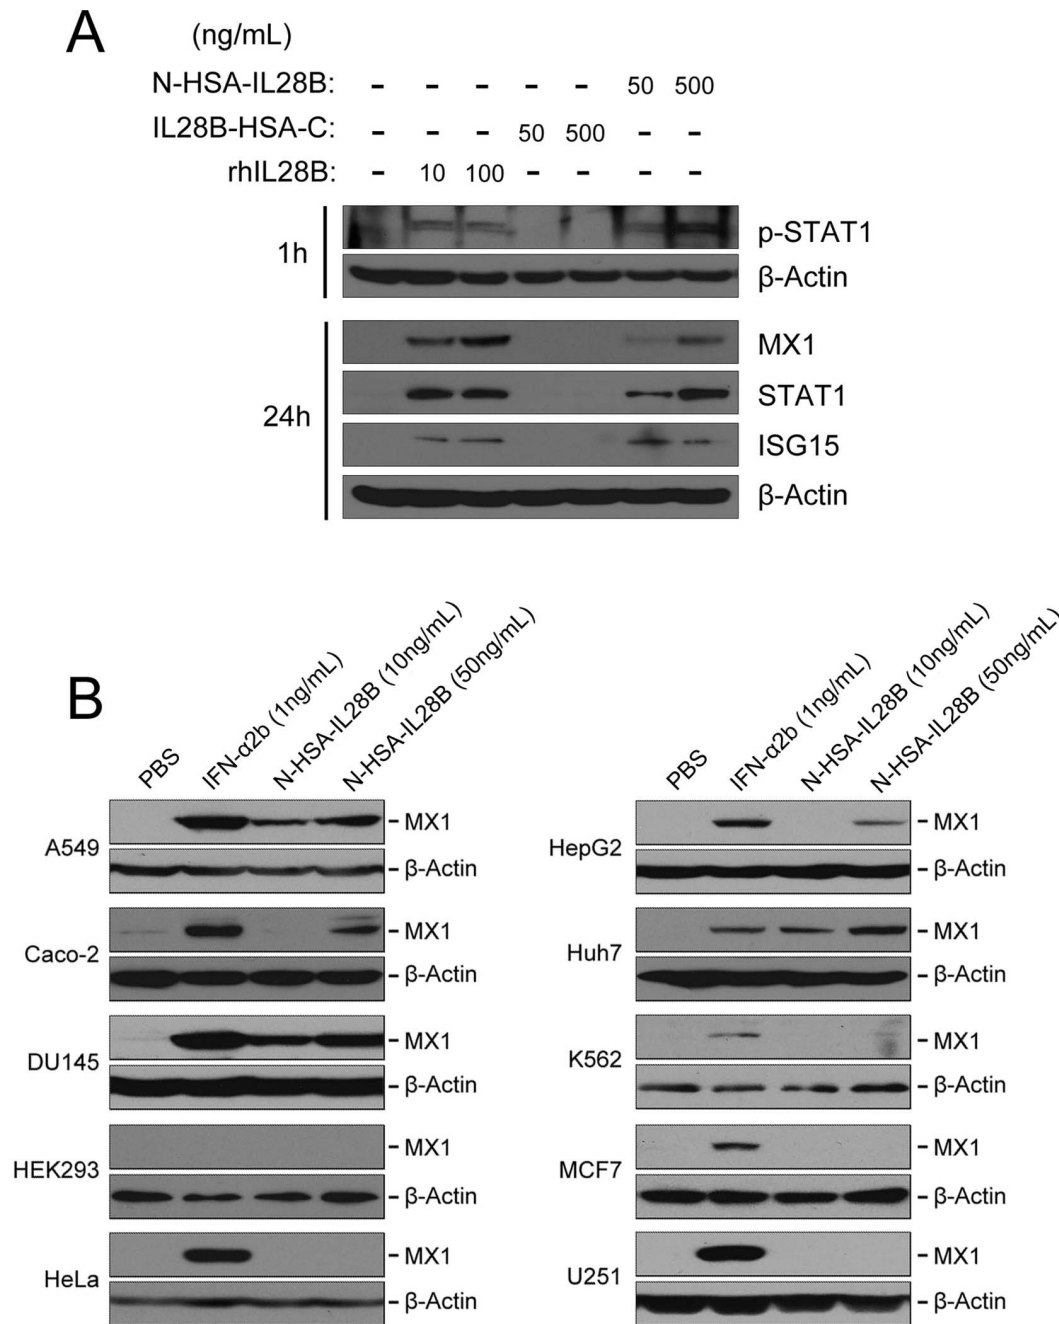 A
(ng/mL)
N-HSA-IL28B: - - - - - 50 500
IL28B-HSA-C: - - - 50 500 - -
rhIL28B: - 10 100 - - - -
1h
p-STAT1
β-Actin
24h
MX1
STAT1
ISG15
β-Actin
B
PBS
IFN-α2b (1ng/mL)
N-HSA-IL28B (10ng/mL)
N-HSA-IL28B (50ng/mL)
A549
- MX1
- β-Actin
Caco-2
- MX1
- β-Actin
DU145
- MX1
- β-Actin
HEK293
- MX1
- β-Actin
HeLa
- MX1
- β-Actin
PBS
IFN-α2b (1ng/mL)
N-HSA-IL28B (10ng/mL)
N-HSA-IL28B (50ng/mL)
HepG2
- MX1
- β-Actin
Huh7
- MX1
- β-Actin
K562
- MX1
- β-Actin
MCF7
- MX1
- β-Actin
U251
- MX1
- β-Actin